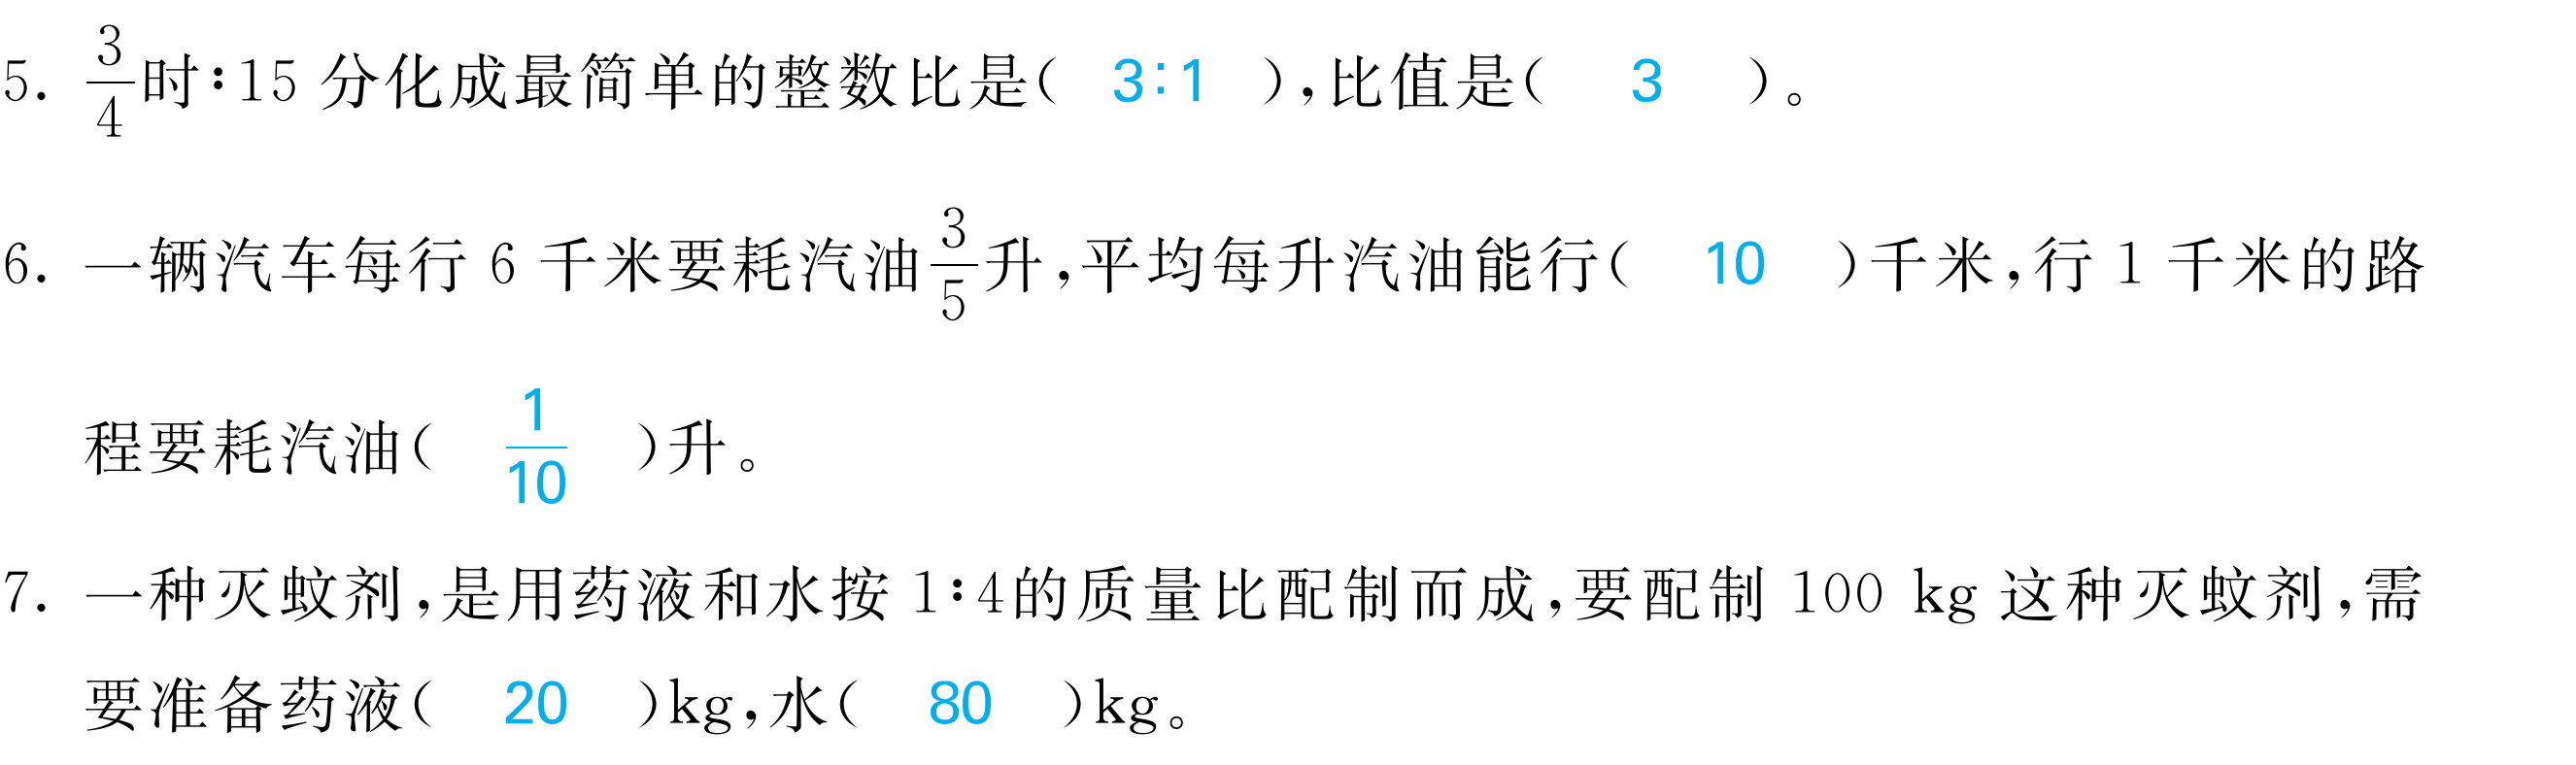 5. 3/4时∶15 分化成最简单的整数比是( 3∶1 ),比值是( 3 )。
6. 一辆汽车每行 6 千米要耗汽油3/5升,平均每升汽油能行( 10 )千米,行 1 千米的路
程要耗汽油( 1/10 )升。
7. 一种灭蚊剂,是用药液和水按 1∶4的质量比配制而成,要配制 100 kg 这种灭蚊剂,需
要准备药液( 20 )kg,水( 80 )kg。